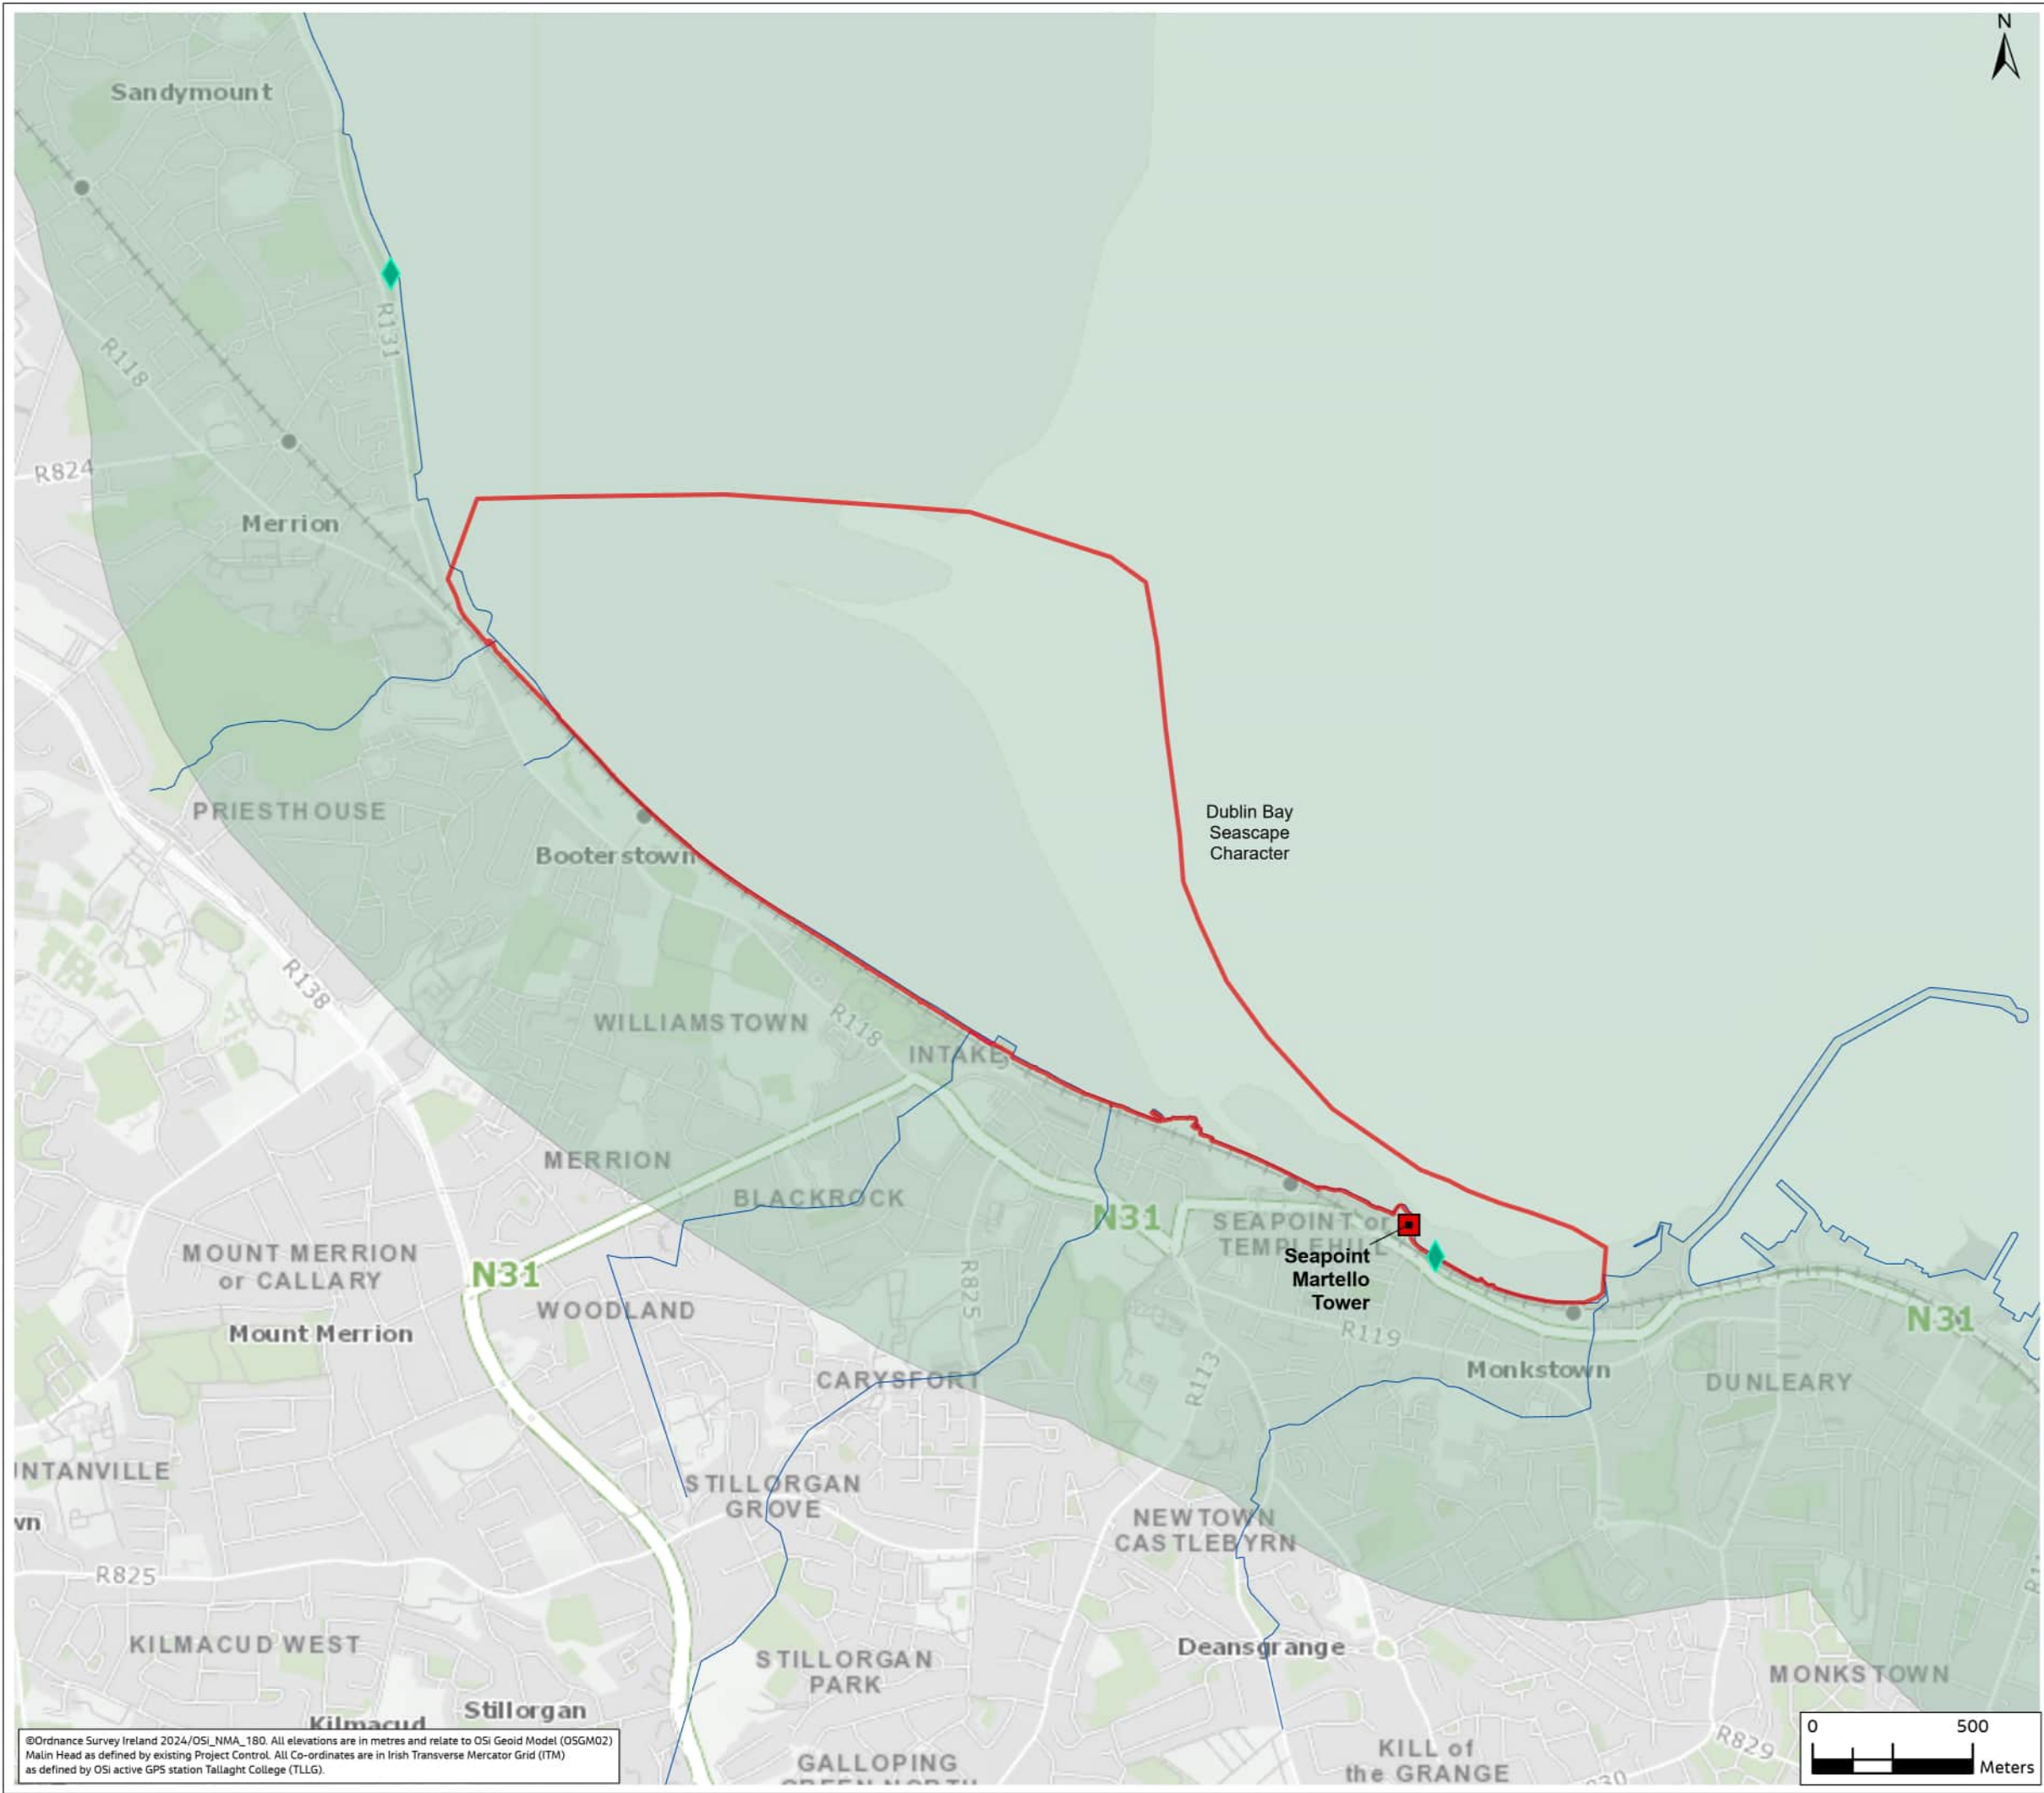 N
Sandymount
R131
R118
R824
Merrion
PRIESTHOUSE
Dublin Bay
Seascape
Character
Booterstown
R138
WILLIAMSTOWN
R118
INTAKE
MERRION
BLACKROCK
N31
SEAPOINT or
TEMPLEHILL
Seapoint
Martello
Tower
MOUNT MERRION
or CALLARY
N31
WOODLAND
R825
R119
N31
Mount Merrion
R113
Monkstown
CARYSFORT
DUNLEARY
NTANVILLE
STILLORGAN
GROVE
wn
NEWTOWN
CASTLEBYRN
R825
KILMACUD WEST
Deansgrange
STILLORGAN
PARK
MONKSTOWN
Stillorgan
Kilmacud
R829
KILL of
the GRANGE
GALLOPING
GREEN NORTH
©Ordnance Survey Ireland 2024/OSi_NMA_180. All elevations are in metres and relate to OSi Geoid Model (OSGM02)
Malin Head as defined by existing Project Control. All Co-ordinates are in Irish Transverse Mercator Grid (ITM)
as defined by OSi active GPS station Tallaght College (TLLG).
0 500
Meters